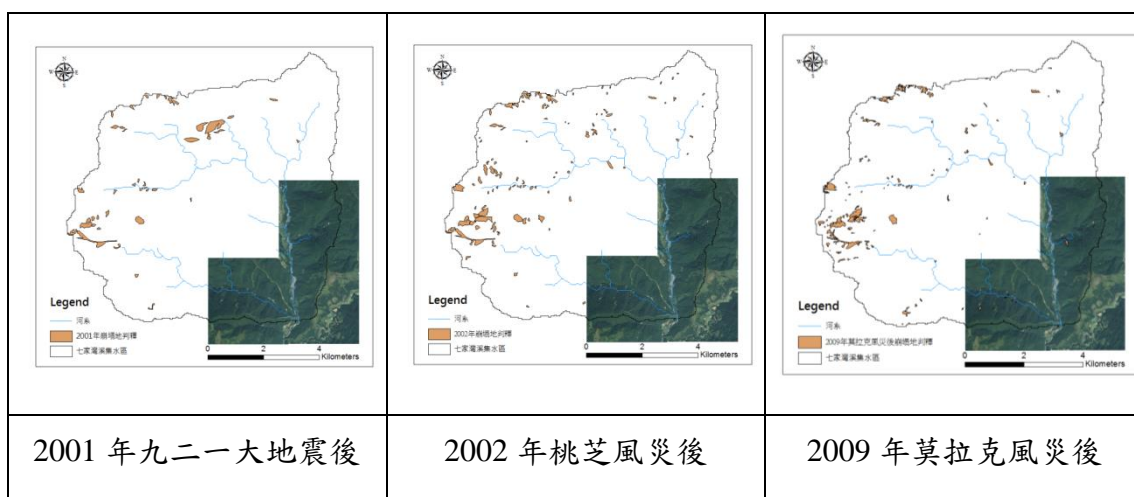 N
W
E
S
Legend
河系
2001年崩塌地判釋
七家灣溪集水區
0 2 4
Kilometers
N
W
E
S
Legend
河系
2002年崩塌地判釋
七家灣溪集水區
0 2 4
Kilometers
N
W
E
S
Legend
河系
2009年莫拉克風災後崩塌地判釋
七家灣溪集水區
0 2 4
Kilometers
2001 年九二一大地震後
2002 年桃芝風災後
2009 年莫拉克風災後